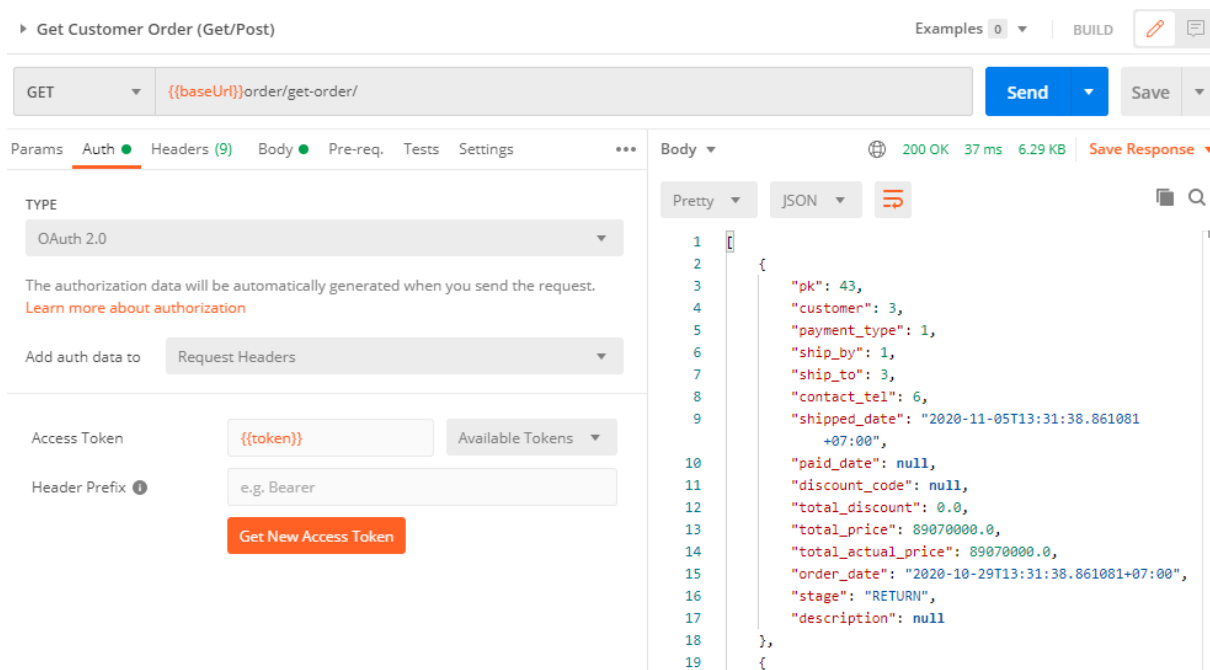 Get Customer Order (Get/Post)
Examples 0
BUILD
GET
{{baseUrl}}order/get-order/
Send
Save
Params Auth Headers (9) Body Pre-req. Tests Settings
TYPE
OAuth 2.0
The authorization data will be automatically generated when you send the request.
Learn more about authorization
Add auth data to
Request Headers
Access Token
{{token}}
Available Tokens
Header Prefix
e.g. Bearer
Get New Access Token
Body
200 OK 37 ms 6.29 KB Save Response
Pretty
JSON
1 [
2 {
3 "pk": 43,
4 "customer": 3,
5 "payment_type": 1,
6 "ship_by": 1,
7 "ship_to": 3,
8 "contact_tel": 6,
9 "shipped_date": "2020-11-05T13:31:38.861081
+07:00",
10 "paid_date": null,
11 "discount_code": null,
12 "total_discount": 0.0,
13 "total_price": 89070000.0,
14 "total_actual_price": 89070000.0,
15 "order_date": "2020-10-29T13:31:38.861081+07:00",
16 "stage": "RETURN",
17 "description": null
18 },
19 {